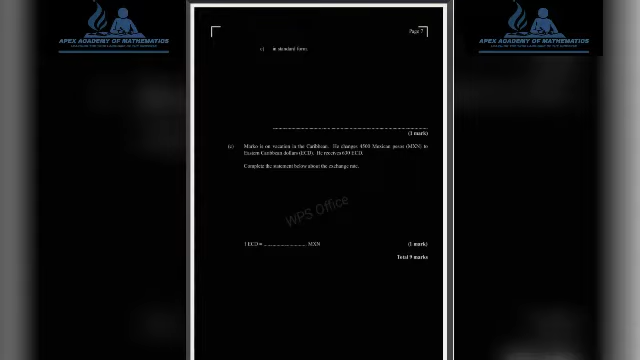 APEX ACADEMY OF MATHEMATICS
APEX ACADEMY OF MATHEMATICS
Page 7
c) in standard form.
(1 mark)
(c) Marko is on vacation in the Caribbean. He changes 4500 Mexican pesos (MXN) to
Eastern Caribbean dollars (ECD). He receives 630 ECD.
Complete the statement below about the exchange rate.
WPS Office
1 ECD = .............................. MXN (1 mark)
Total 9 marks